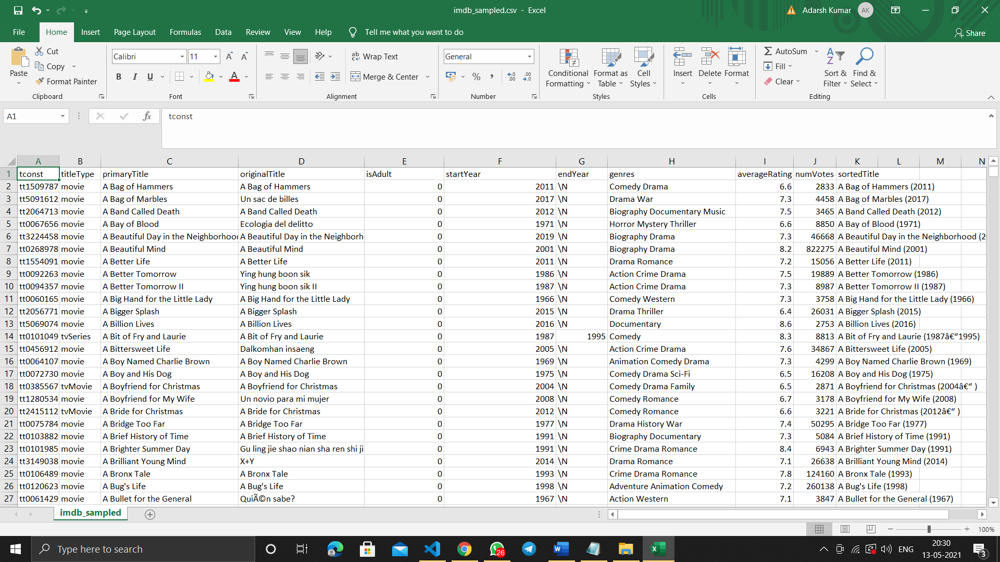 imdb_sampled.csv - Excel
Adarsh Kumar AK
File Home Insert Page Layout Formulas Data Review View Help Tell me what you want to do Share
Paste Cut Copy Format Painter Clipboard
Calibri 11 B I U A Font
Wrap Text Merge & Center Alignment
General % , Number
Conditional Formatting Format as Table Cell Styles Styles
Insert Delete Format Cells
AutoSum Fill Clear Sort & Filter Find & Select Editing
A1 fx tconst
A B C D E F G H I J K L M N
1 tconst titleType primaryTitle originalTitle isAdult startYear endYear genres averageRating numVotes sortedTitle
2 tt1509787 movie A Bag of Hammers A Bag of Hammers 0 2011 \N Comedy Drama 6.6 2833 A Bag of Hammers (2011)
3 tt5091612 movie A Bag of Marbles Un sac de billes 0 2017 \N Drama War 7.3 4458 A Bag of Marbles (2017)
4 tt2064713 movie A Band Called Death A Band Called Death 0 2012 \N Biography Documentary Music 7.5 3465 A Band Called Death (2012)
5 tt0067656 movie A Bay of Blood Ecologia del delitto 0 1971 \N Horror Mystery Thriller 6.6 8850 A Bay of Blood (1971)
6 tt3224458 movie A Beautiful Day in the Neighborhood A Beautiful Day in the Neighborh 0 2019 \N Biography Drama 7.3 46668 A Beautiful Day in the Neighborhood (2
7 tt0268978 movie A Beautiful Mind A Beautiful Mind 0 2001 \N Biography Drama 8.2 822275 A Beautiful Mind (2001)
8 tt1554091 movie A Better Life A Better Life 0 2011 \N Drama Romance 7.2 15056 A Better Life (2011)
9 tt0092263 movie A Better Tomorrow Ying hung boon sik 0 1986 \N Action Crime Drama 7.5 19889 A Better Tomorrow (1986)
10 tt0094357 movie A Better Tomorrow II Ying hung boon sik II 0 1987 \N Action Crime Drama 7.3 8987 A Better Tomorrow II (1987)
11 tt0060165 movie A Big Hand for the Little Lady A Big Hand for the Little Lady 0 1966 \N Comedy Western 7.3 3758 A Big Hand for the Little Lady (1966)
12 tt2056771 movie A Bigger Splash A Bigger Splash 0 2015 \N Drama Thriller 6.4 26031 A Bigger Splash (2015)
13 tt5069074 movie A Billion Lives A Billion Lives 0 2016 \N Documentary 8.6 2753 A Billion Lives (2016)
14 tt0101049 tvSeries A Bit of Fry and Laurie A Bit of Fry and Laurie 0 1987 1995 Comedy 8.3 8813 A Bit of Fry and Laurie (1987â€“1995)
15 tt0456912 movie A Bittersweet Life Dalkomhan insaeng 0 2005 \N Action Crime Drama 7.6 34867 A Bittersweet Life (2005)
16 tt0064107 movie A Boy Named Charlie Brown A Boy Named Charlie Brown 0 1969 \N Animation Comedy Drama 7.3 4299 A Boy Named Charlie Brown (1969)
17 tt0072730 movie A Boy and His Dog A Boy and His Dog 0 1975 \N Comedy Drama Sci-Fi 6.5 16208 A Boy and His Dog (1975)
18 tt0385567 tvMovie A Boyfriend for Christmas A Boyfriend for Christmas 0 2004 \N Comedy Drama Family 6.5 2871 A Boyfriend for Christmas (2004â€“ )
19 tt1280534 movie A Boyfriend for My Wife Un novio para mi mujer 0 2008 \N Comedy Romance 6.7 3178 A Boyfriend for My Wife (2008)
20 tt2415112 tvMovie A Bride for Christmas A Bride for Christmas 0 2012 \N Comedy Romance 6.6 3221 A Bride for Christmas (2012â€“ )
21 tt0075784 movie A Bridge Too Far A Bridge Too Far 0 1977 \N Drama History War 7.4 50295 A Bridge Too Far (1977)
22 tt0103882 movie A Brief History of Time A Brief History of Time 0 1991 \N Biography Documentary 7.3 5084 A Brief History of Time (1991)
23 tt0101985 movie A Brighter Summer Day Gu ling jie shao nian sha ren shi ji 0 1991 \N Crime Drama Romance 8.4 6943 A Brighter Summer Day (1991)
24 tt3149038 movie A Brilliant Young Mind X+Y 0 2014 \N Drama Romance 7.1 26638 A Brilliant Young Mind (2014)
25 tt0106489 movie A Bronx Tale A Bronx Tale 0 1993 \N Crime Drama Romance 7.8 124160 A Bronx Tale (1993)
26 tt0120623 movie A Bug's Life A Bug's Life 0 1998 \N Adventure Animation Comedy 7.2 260138 A Bug's Life (1998)
27 tt0061429 movie A Bullet for the General QuiÃ©n sabe? 0 1967 \N Action Western 7.1 3847 A Bullet for the General (1967)
imdb_sampled
100%
Type here to search
26
ENG
20:30
13-05-2021
3